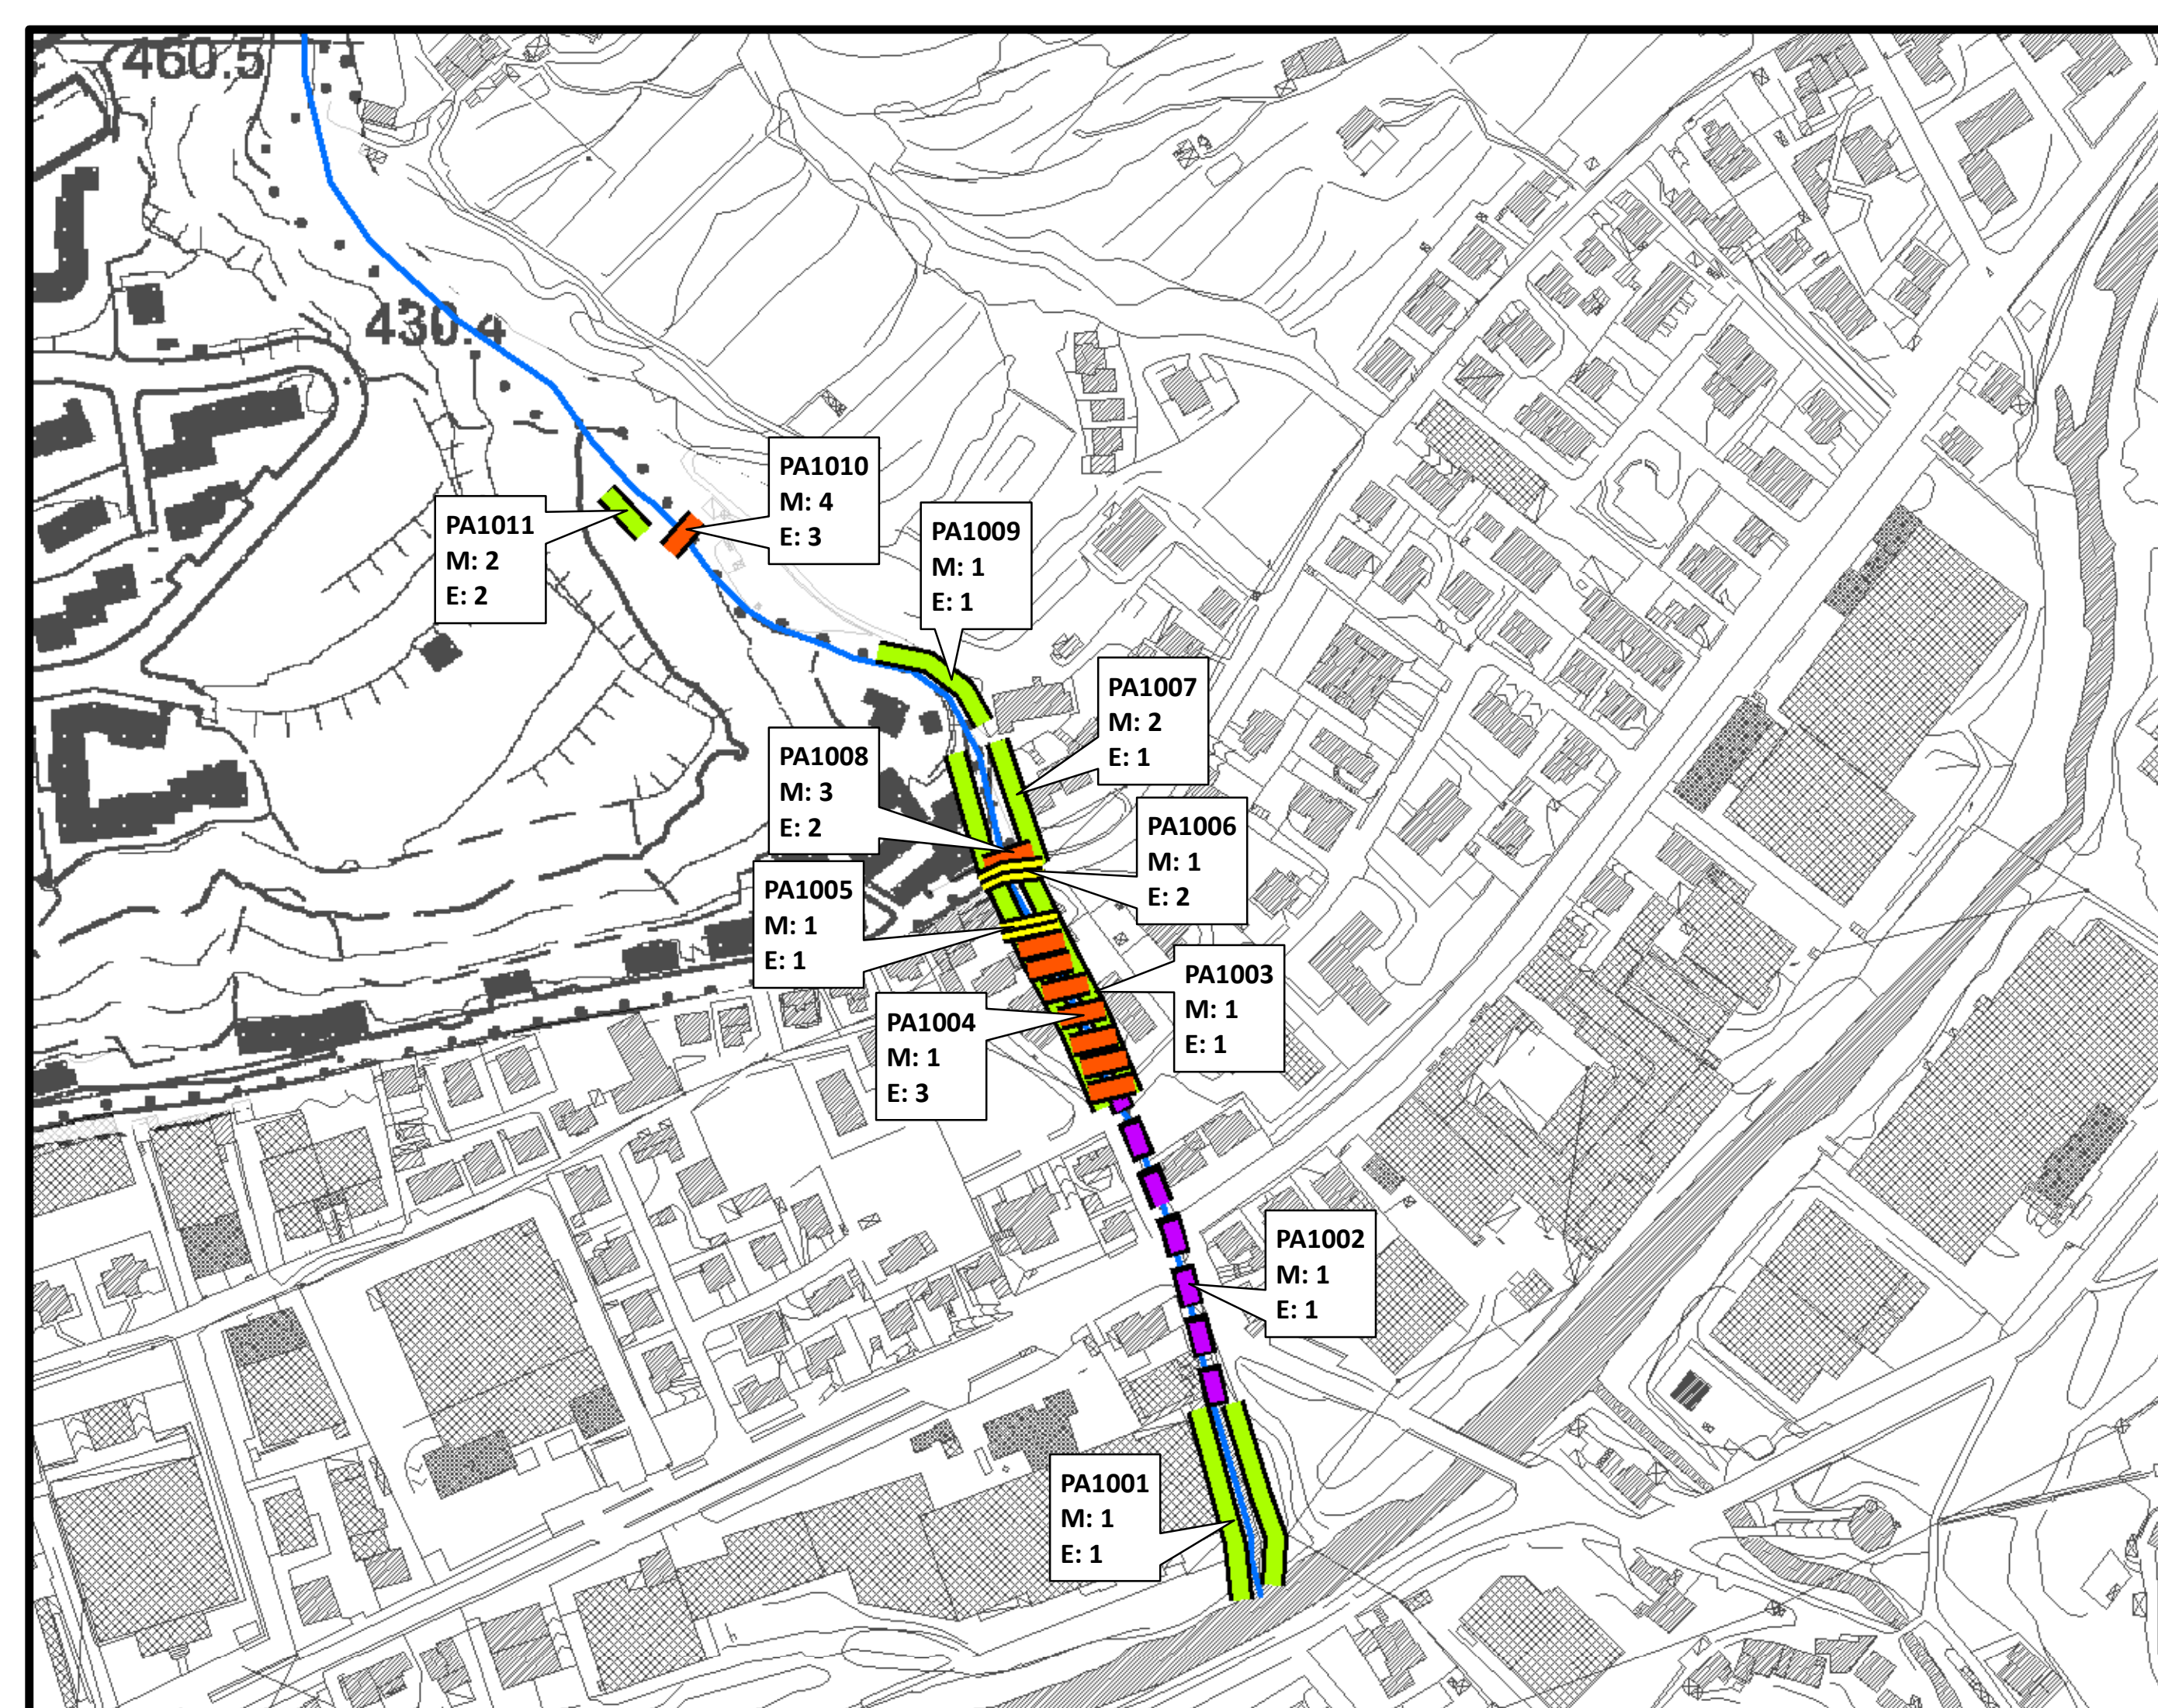 460.5
430.4
PA1010
M: 4
E: 3
PA1011
M: 2
E: 2
PA1009
M: 1
E: 1
PA1007
M: 2
E: 1
PA1008
M: 3
E: 2
PA1006
M: 1
E: 2
PA1005
M: 1
E: 1
PA1003
M: 1
E: 1
PA1004
M: 1
E: 3
PA1002
M: 1
E: 1
PA1001
M: 1
E: 1